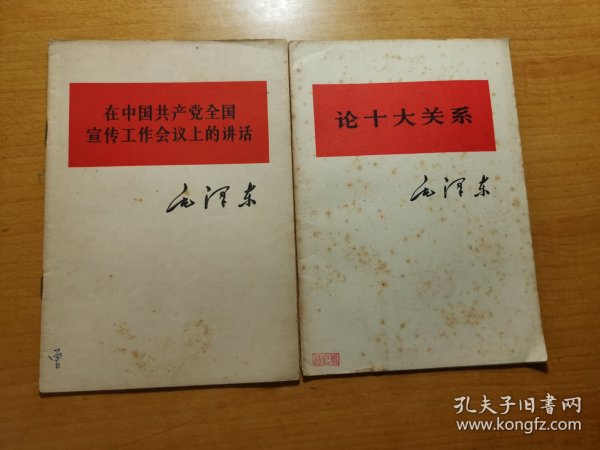 在中国共产党全国
宣传工作会议上的讲话
毛泽东
曾
论十大关系
毛泽东
孔夫子旧书网
www.kongfz.com